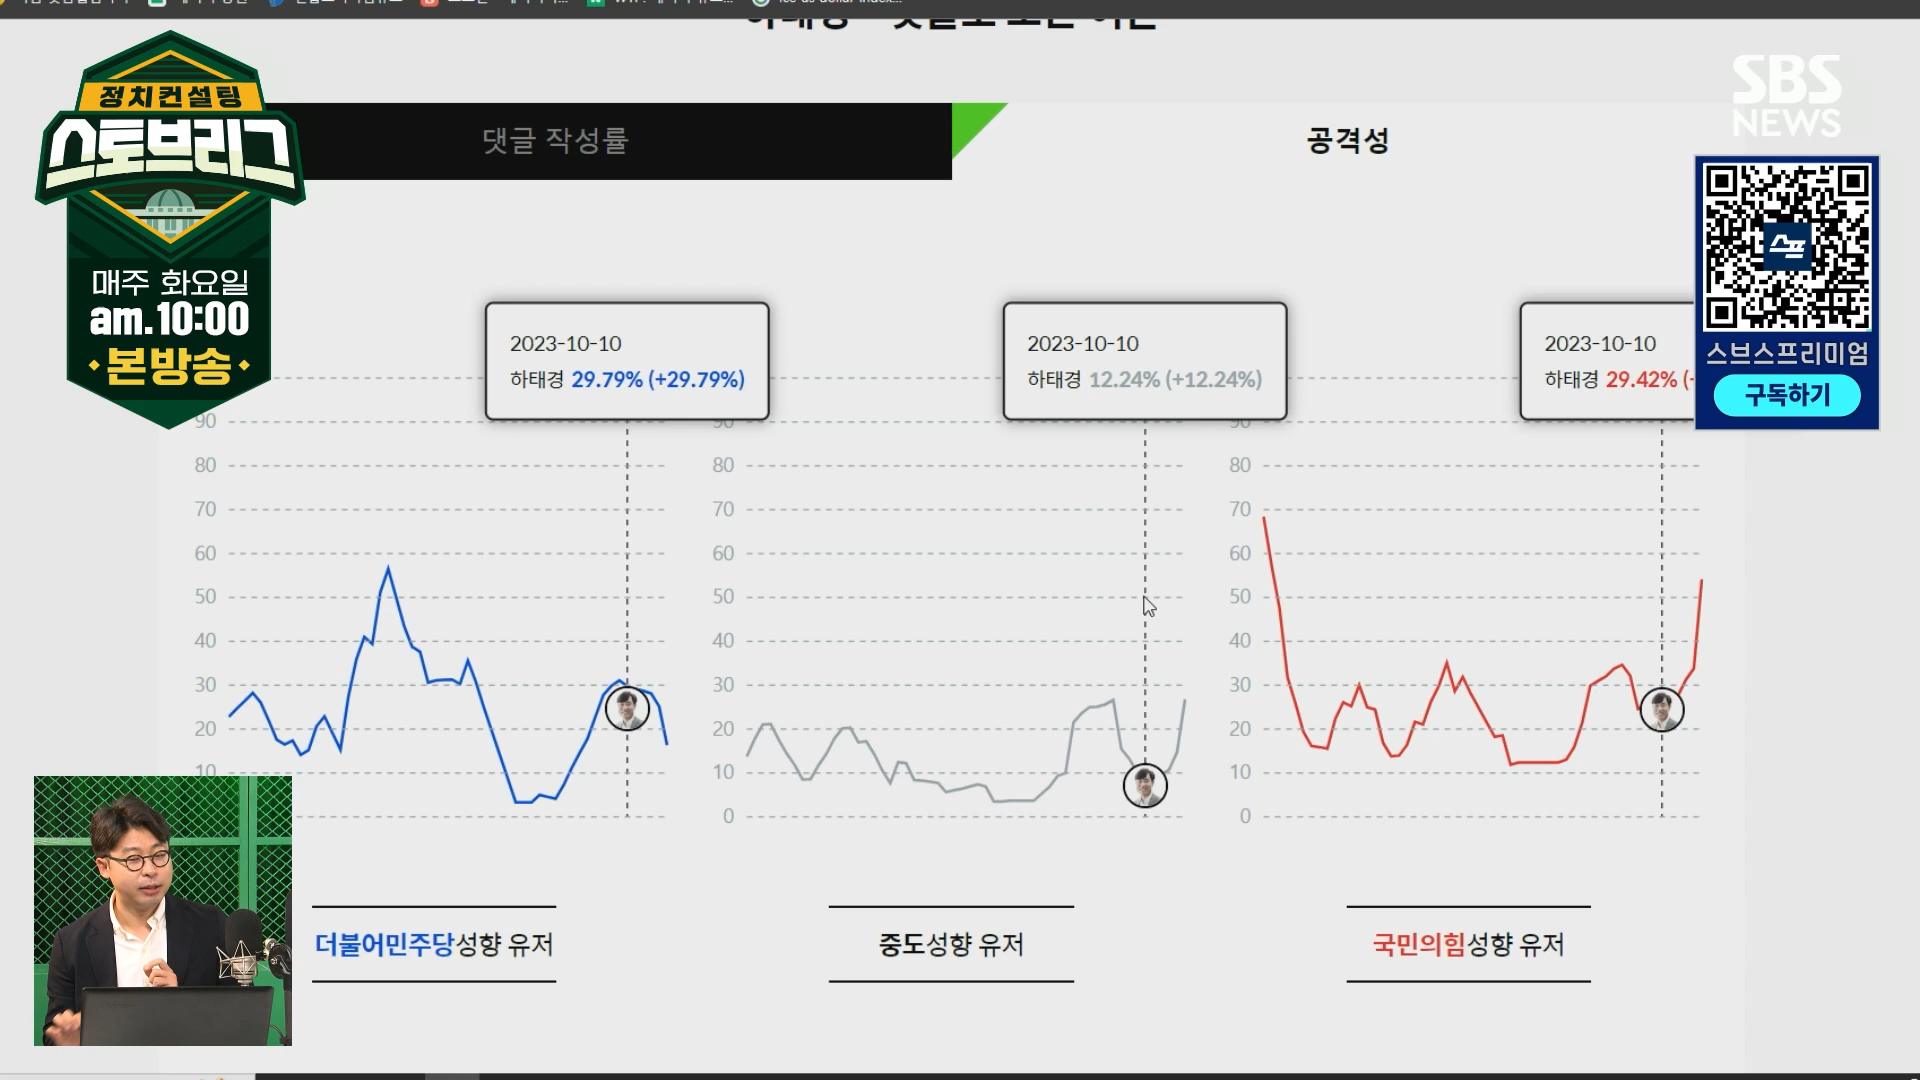 정치컨설팅
스토브리그
매주 화요일
am.10:00
본방송
SBS
NEWS
스프
스브스프리미엄
구독하기
댓글 작성률
공격성
2023-10-10
하태경 29.79% (+29.79%)
2023-10-10
하태경 12.24% (+12.24%)
2023-10-10
하태경 29.42% (
90
80
70
60
50
40
30
20
10
90
80
70
60
50
40
30
20
10
0
90
80
70
60
50
40
30
20
10
0
더불어민주당성향 유저
중도성향 유저
국민의힘성향 유저